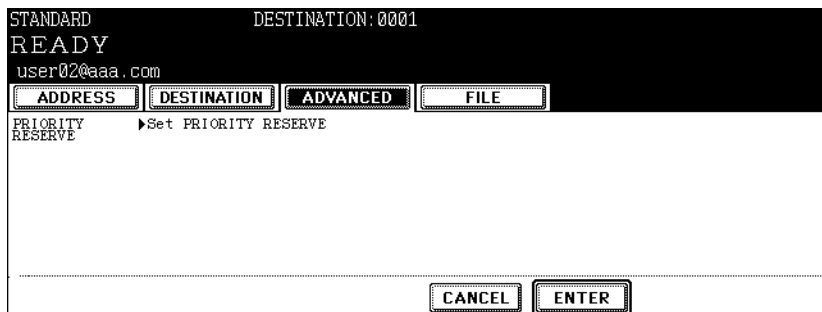 STANDARD DESTINATION:0001
READY
user02@aaa.com
ADDRESS DESTINATION ADVANCED FILE
PRIORITY RESERVE ▶Set PRIORITY RESERVE
CANCEL ENTER